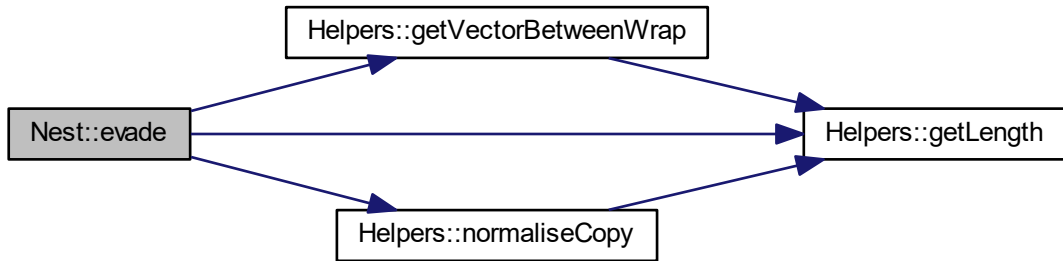 Helpers::getVectorBetweenWrap
Nest::evade
Helpers::getLength
Helpers::normaliseCopy